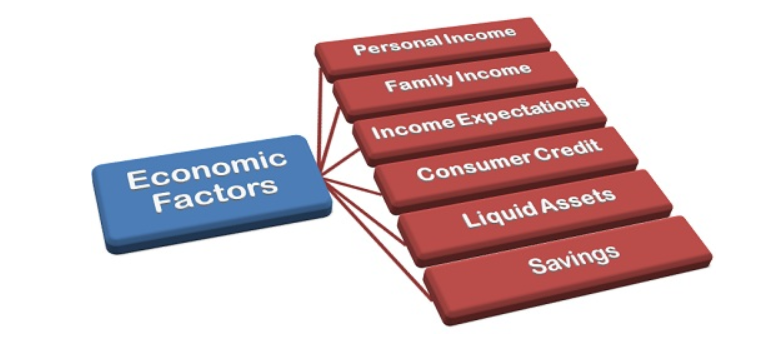 Economic
Factors
Personal Income
Family Income
Income Expectations
Consumer Credit
Liquid Assets
Savings